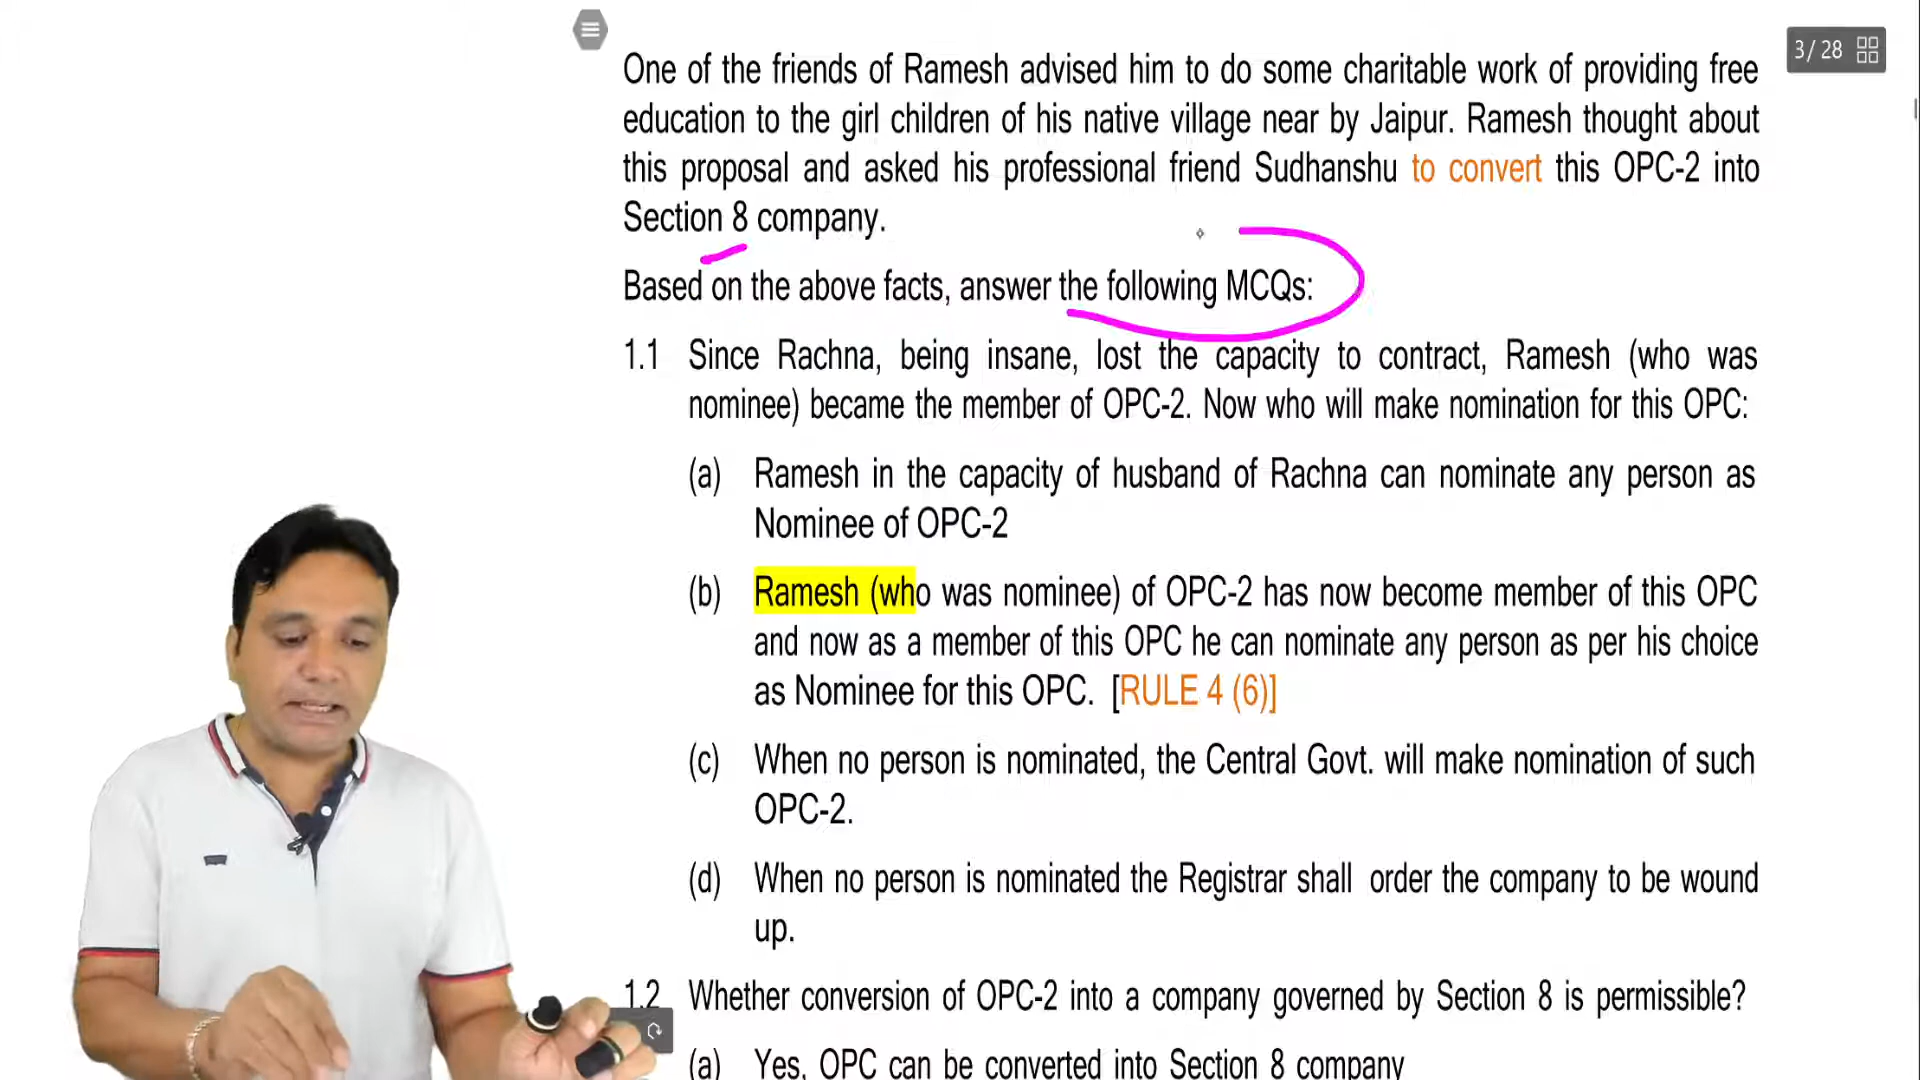 3/ 28
One of the friends of Ramesh advised him to do some charitable work of providing free
education to the girl children of his native village near by Jaipur. Ramesh thought about
this proposal and asked his professional friend Sudhanshu to convert this OPC-2 into
Section 8 company.
Based on the above facts, answer the following MCQs:
1.1 Since Rachna, being insane, lost the capacity to contract, Ramesh (who was
nominee) became the member of OPC-2. Now who will make nomination for this OPC:
(a) Ramesh in the capacity of husband of Rachna can nominate any person as
Nominee of OPC-2
(b) Ramesh (who was nominee) of OPC-2 has now become member of this OPC
and now as a member of this OPC he can nominate any person as per his choice
as Nominee for this OPC. [RULE 4 (6)]
(c) When no person is nominated, the Central Govt. will make nomination of such
OPC-2.
(d) When no person is nominated the Registrar shall order the company to be wound
up.
1.2 Whether conversion of OPC-2 into a company governed by Section 8 is permissible?
(a) Yes, OPC can be converted into Section 8 company